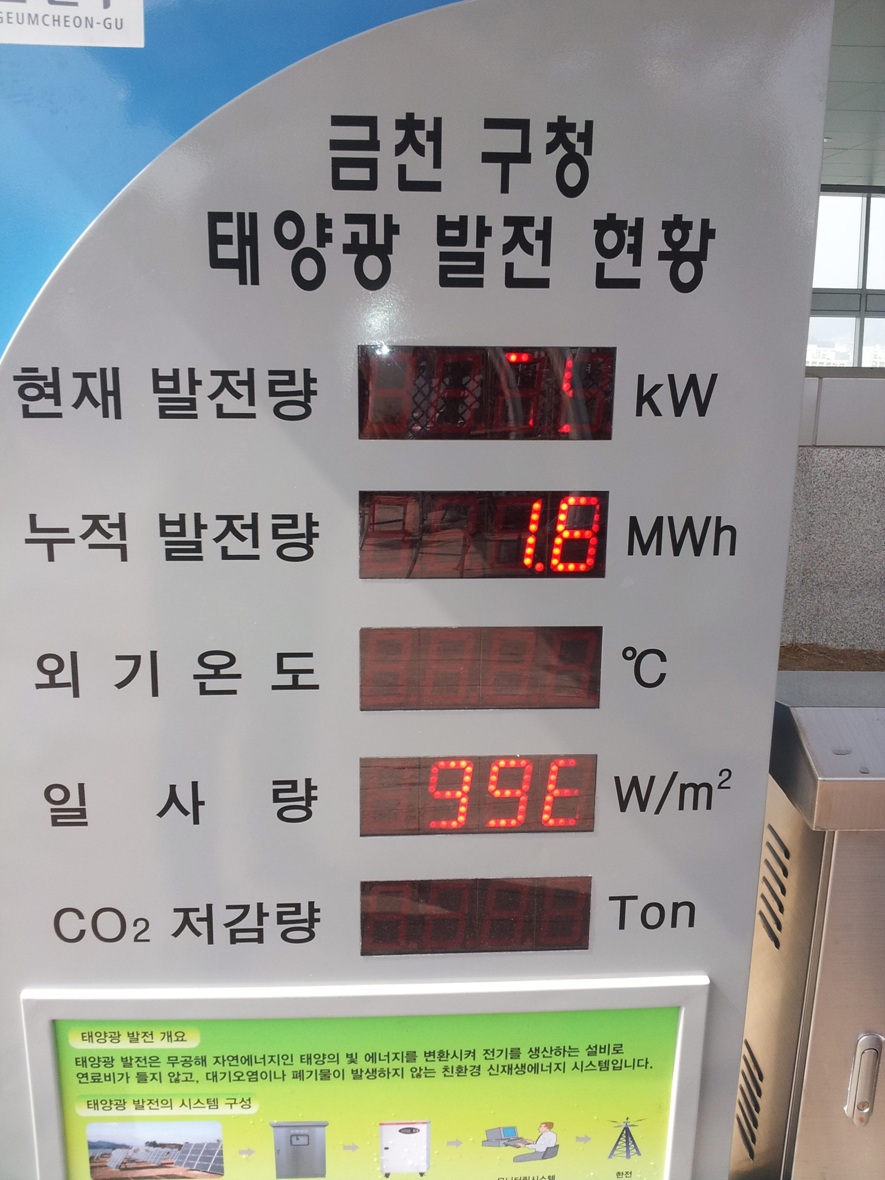 GEUMCHEON-GU
금천 구청
태양광 발전 현황
현재 발전량 kW
누적 발전량 1.8 MWh
외기온도 ℃
일사량 W/m²
CO₂ 저감량 Ton
태양광 발전 개요
태양광 발전은 무공해 자연에너지인 태양의 빛 에너지를 변환시켜 전기를 생산하는 설비로
연료비가 들지 않고, 대기오염이나 폐기물이 발생하지 않는 친환경 신재생에너지 시스템입니다.
태양광 발전의 시스템 구성
한전